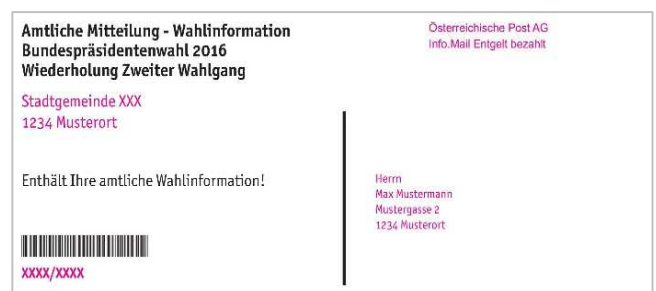 Amtliche Mitteilung - Wahlinformation
Bundespräsidentenwahl 2016
Wiederholung Zweiter Wahlgang
Stadtgemeinde XXX
1234 Musterort
Enthält Ihre amtliche Wahlinformation!
XXXX/XXXX
Österreichische Post AG
Info.Mail Entgelt bezahlt
Herrn
Max Mustermann
Mustergasse 2
1234 Musterort